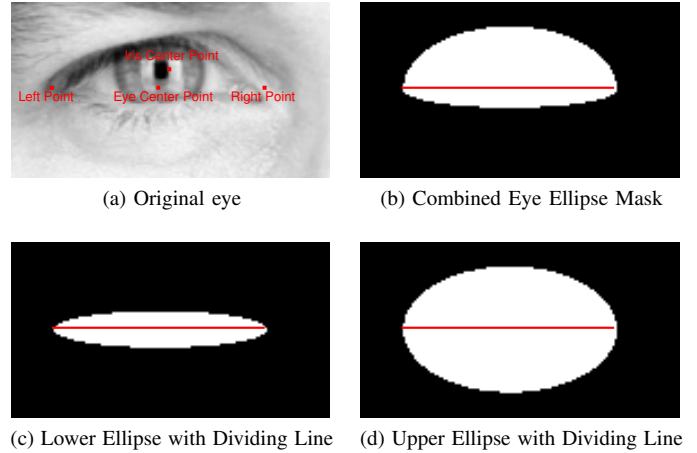 Iris Center Point
Left Point Eye Center Point Right Point
(a) Original eye
(b) Combined Eye Ellipse Mask
(c) Lower Ellipse with Dividing Line
(d) Upper Ellipse with Dividing Line